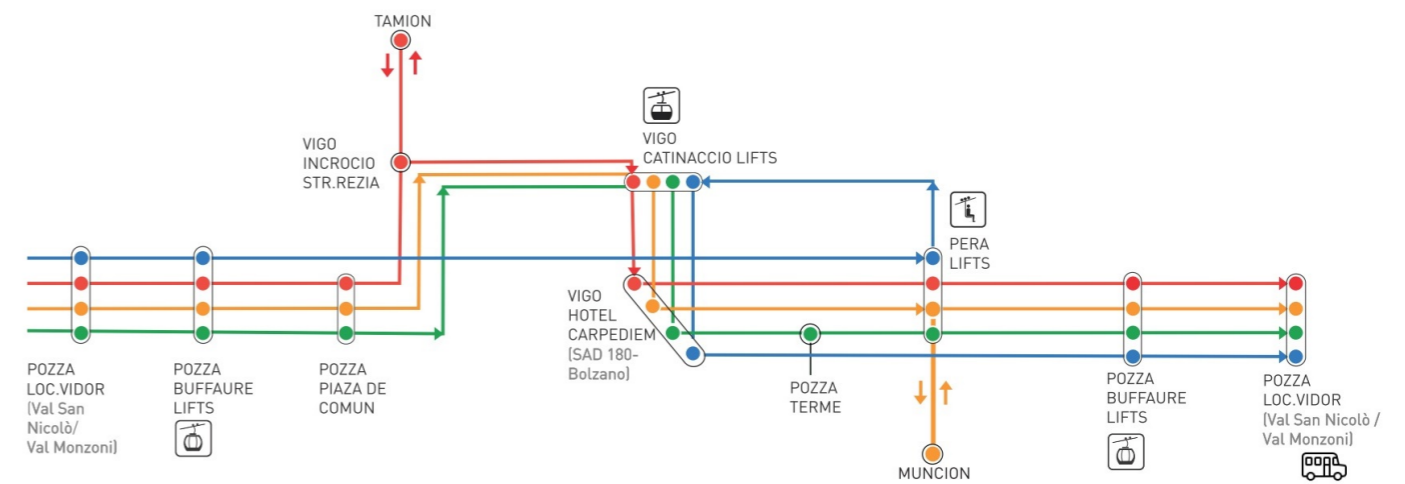 TAMION
VIGO
INCROCIO
STR.REZIA
VIGO
CATINACCIO LIFTS
PERA
LIFTS
VIGO
HOTEL
CARPEDIEM
(SAD 180-
Bolzano)
POZZA
LOC.VIDOR
(Val San
Nicolò/
Val Monzoni)
POZZA
BUFFAURE
LIFTS
POZZA
PIAZA DE
COMUN
POZZA
TERME
MUNCION
POZZA
BUFFAURE
LIFTS
POZZA
LOC.VIDOR
(Val San Nicolò /
Val Monzoni)